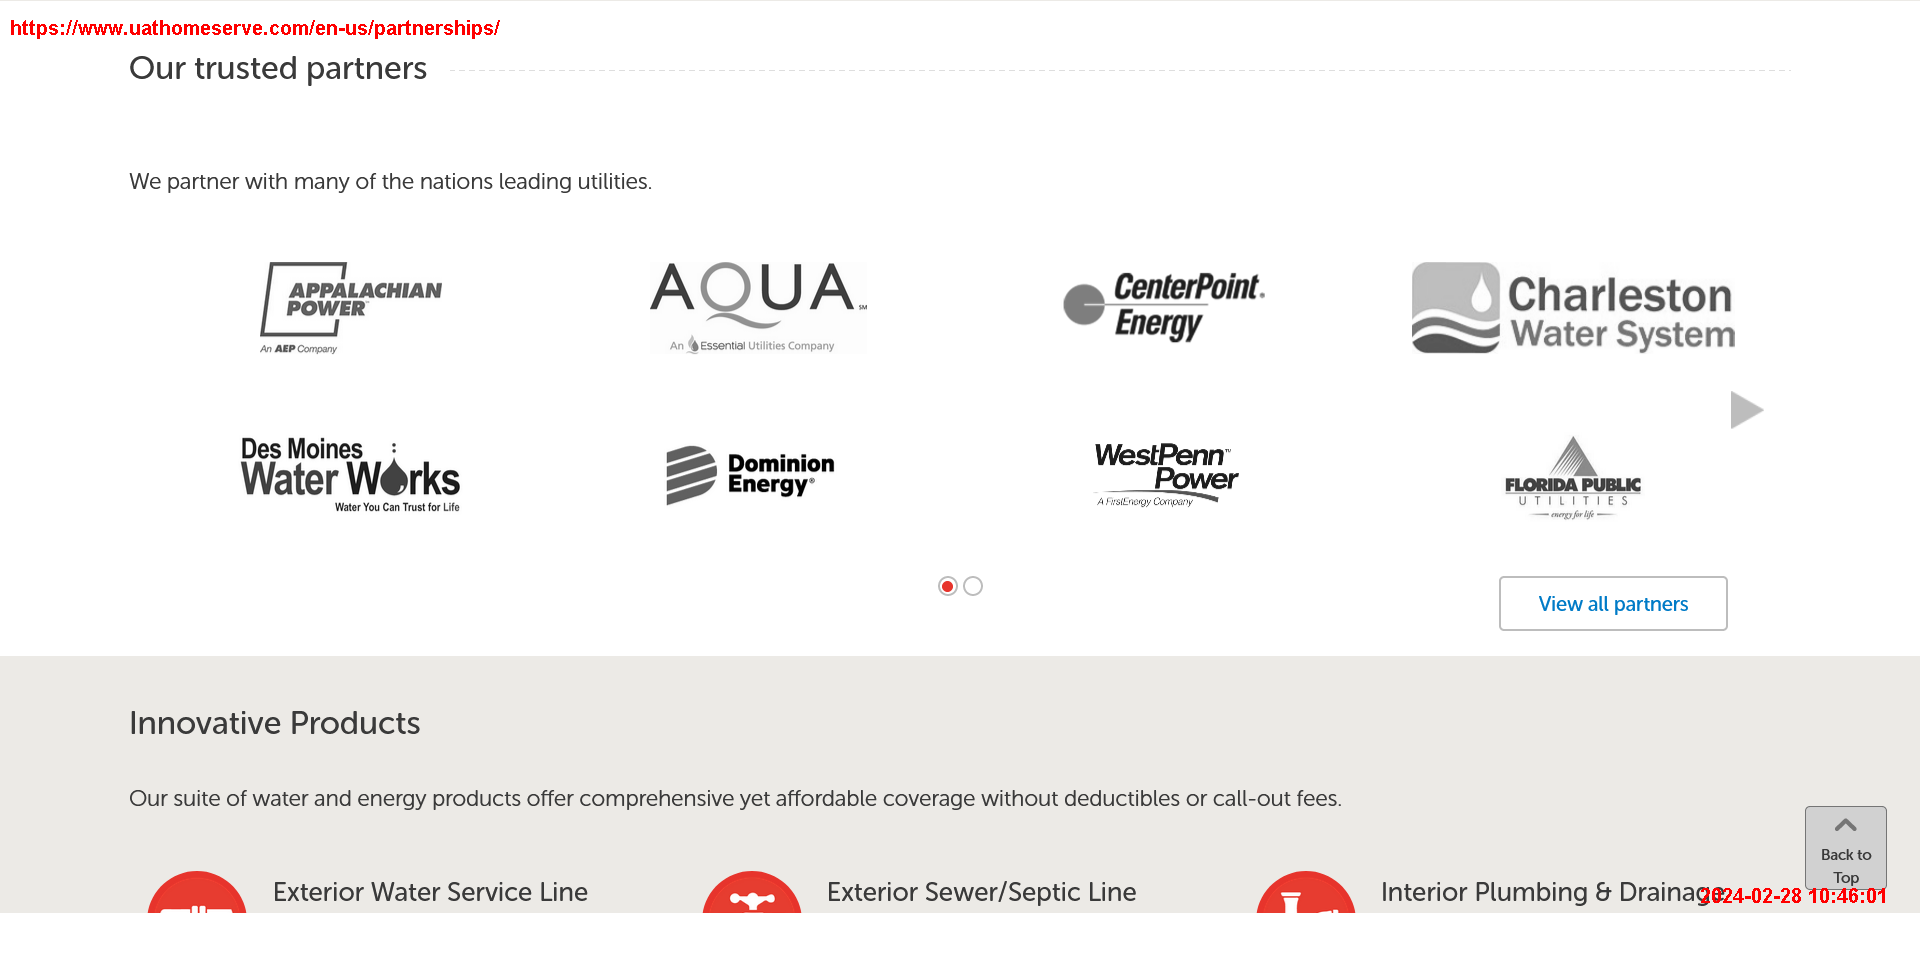 https://www.uathomeserve.com/en-us/partnerships/
Our trusted partners
We partner with many of the nations leading utilities.
APPALACHIAN
POWER™
An AEP Company
AQUA℠
An Essential Utilities Company
CenterPoint®
Energy
Charleston
Water System
Des Moines
Water Works
Water You Can Trust for Life
Dominion
Energy®
WestPenn™
Power
A FirstEnergy Company
FLORIDA PUBLIC
UTILITIES
energy for life
View all partners
Innovative Products
Our suite of water and energy products offer comprehensive yet affordable coverage without deductibles or call-out fees.
Back to
Top
Exterior Water Service Line
Exterior Sewer/Septic Line
Interior Plumbing & Drainage
2024-02-28 10:46:01